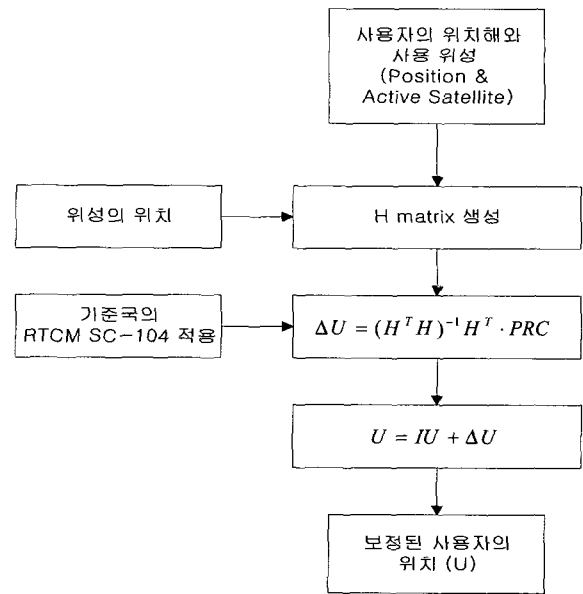 사용자의 위치해와
사용 위성
(Position &
Active Satellite)
위성의 위치
H matrix 생성
기준국의
RTCM SC-104 적용
ΔU = (H^T H)^{-1} H^T · PRC
U = IU + ΔU
보정된 사용자의
위치 (U)